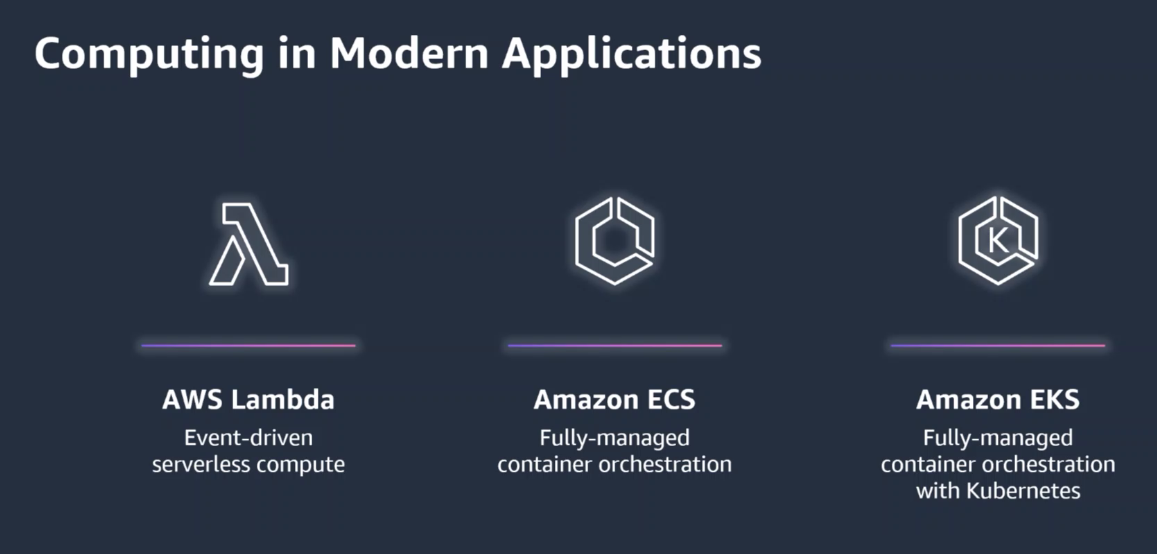 Computing in Modern Applications
K
AWS Lambda
Event-driven
serverless compute
Amazon ECS
Fully-managed
container orchestration
Amazon EKS
Fully-managed
container orchestration
with Kubernetes